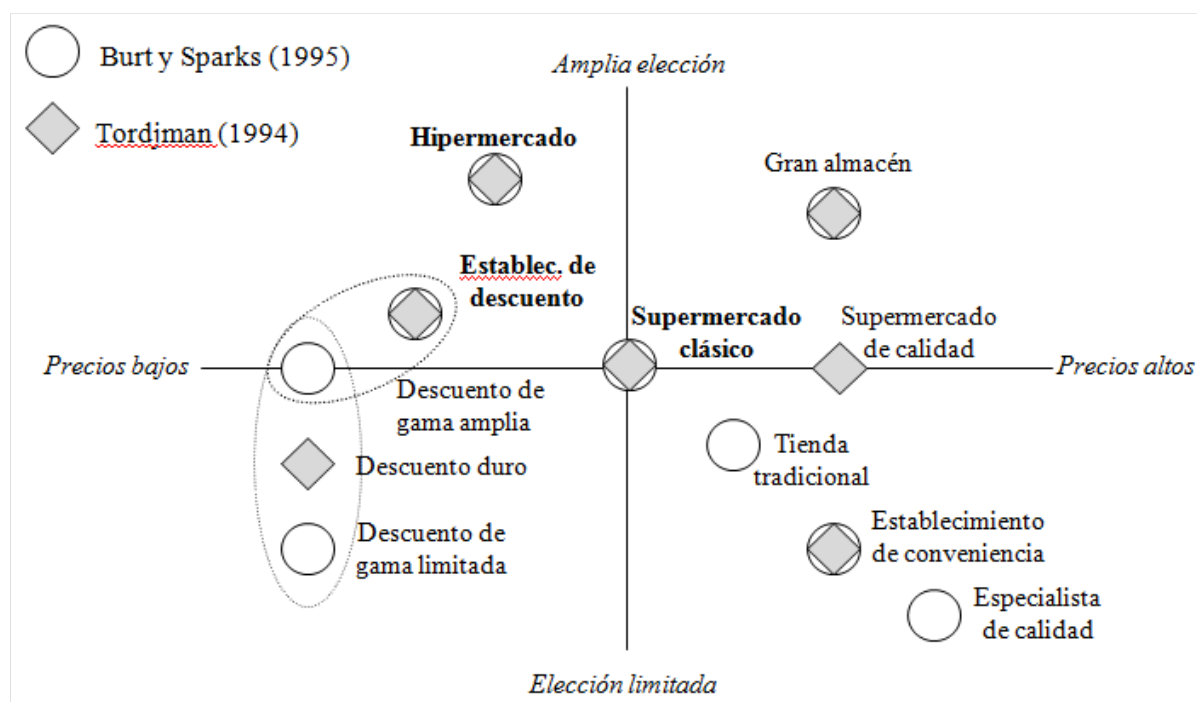 Burt y Sparks (1995)
Tordjman (1994)
Amplia elección
Hipermercado
Gran almacén
Establec. de
descuento
Supermercado
clásico
Supermercado
de calidad
Precios bajos
Precios altos
Descuento de
gama amplia
Tienda
tradicional
Descuento duro
Descuento de
gama limitada
Establecimiento
de conveniencia
Especialista
de calidad
Elección limitada